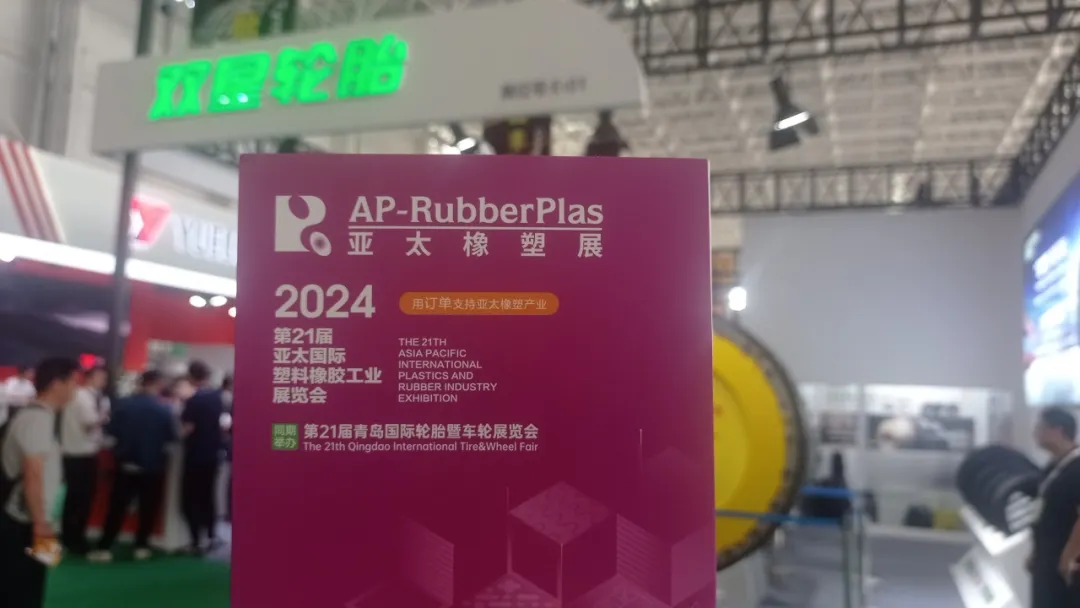 双星轮胎
AP-RubberPlas
亚太橡塑展
2024
用订单支持亚太橡塑产业
第21届
亚太国际
塑料橡胶工业
展览会
THE 21TH
ASIA PACIFIC
INTERNATIONAL
PLASTICS AND
RUBBER INDUSTRY
EXHIBITION
同期
举办
第21届青岛国际轮胎暨车轮展览会
The 21th Qingdao International Tire&Wheel Fair